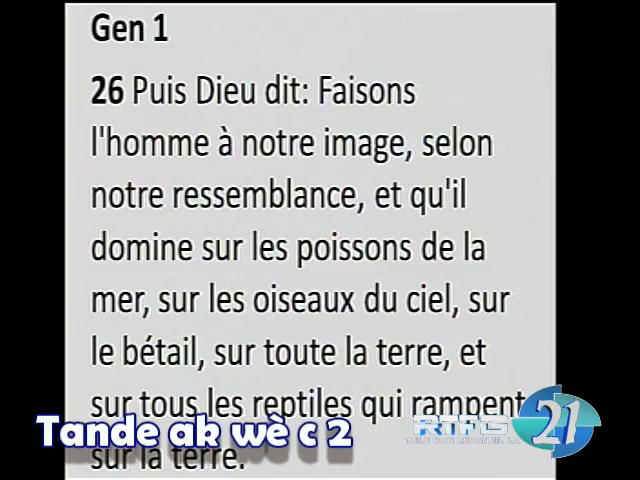 Gen 1
26 Puis Dieu dit: Faisons
l'homme à notre image, selon
notre ressemblance, et qu'il
domine sur les poissons de la
mer, sur les oiseaux du ciel, sur
le bétail, sur toute la terre, et
sur tous les reptiles qui rampent
sur la terre.
Tande ak wè c 2
RTPG 21